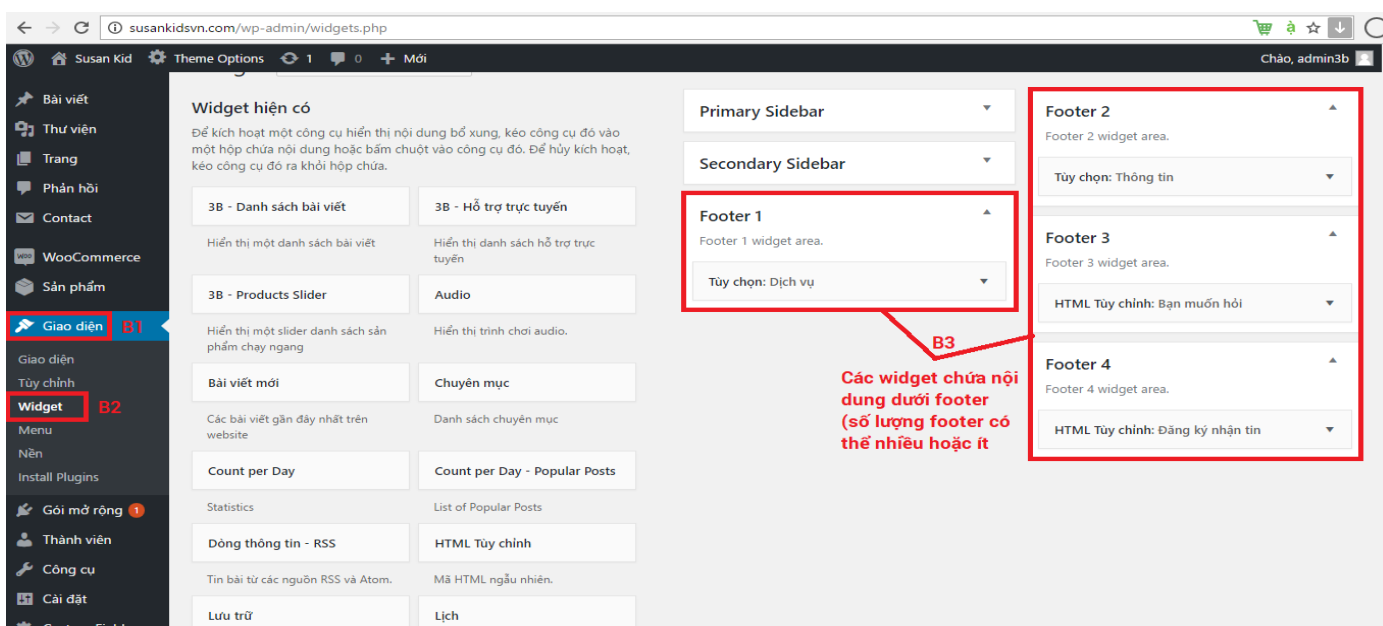 susankidsvn.com/wp-admin/widgets.php
Susan Kid Theme Options 1 0 Mới
Chào, admin3b
Bài viết
Thư viện
Trang
Phản hồi
Contact
WooCommerce
Sản phẩm
Giao diện B1
Giao diện
Tùy chỉnh
Widget B2
Menu
Nền
Install Plugins
Gói mở rộng 1
Thành viên
Công cụ
Cài đặt
Widget hiện có
Để kích hoạt một công cụ hiển thị nội dung bổ xung, kéo công cụ đó vào
một hộp chứa nội dung hoặc bấm chuột vào công cụ đó. Để hủy kích hoạt,
kéo công cụ đó ra khỏi hộp chứa.
3B - Danh sách bài viết
Hiển thị một danh sách bài viết
3B - Hỗ trợ trực tuyến
Hiển thị danh sách hỗ trợ trực
tuyến
3B - Products Slider
Hiển thị một slider danh sách sản
phẩm chạy ngang
Audio
Hiển thị trình chơi audio.
Bài viết mới
Các bài viết gần đây nhất trên
website
Chuyên mục
Danh sách chuyên mục
Count per Day
Statistics
Count per Day - Popular Posts
List of Popular Posts
Dòng thông tin - RSS
Tin bài từ các nguồn RSS và Atom.
HTML Tùy chỉnh
Mã HTML ngẫu nhiên.
Lưu trữ
Lịch
Primary Sidebar
Secondary Sidebar
Footer 1
Footer 1 widget area.
Tùy chọn: Dịch vụ
B3
Các widget chứa nội
dung dưới footer
(số lượng footer có
thể nhiều hoặc ít
Footer 2
Footer 2 widget area.
Tùy chọn: Thông tin
Footer 3
Footer 3 widget area.
HTML Tùy chỉnh: Bạn muốn hỏi
Footer 4
Footer 4 widget area.
HTML Tùy chỉnh: Đăng ký nhận tin